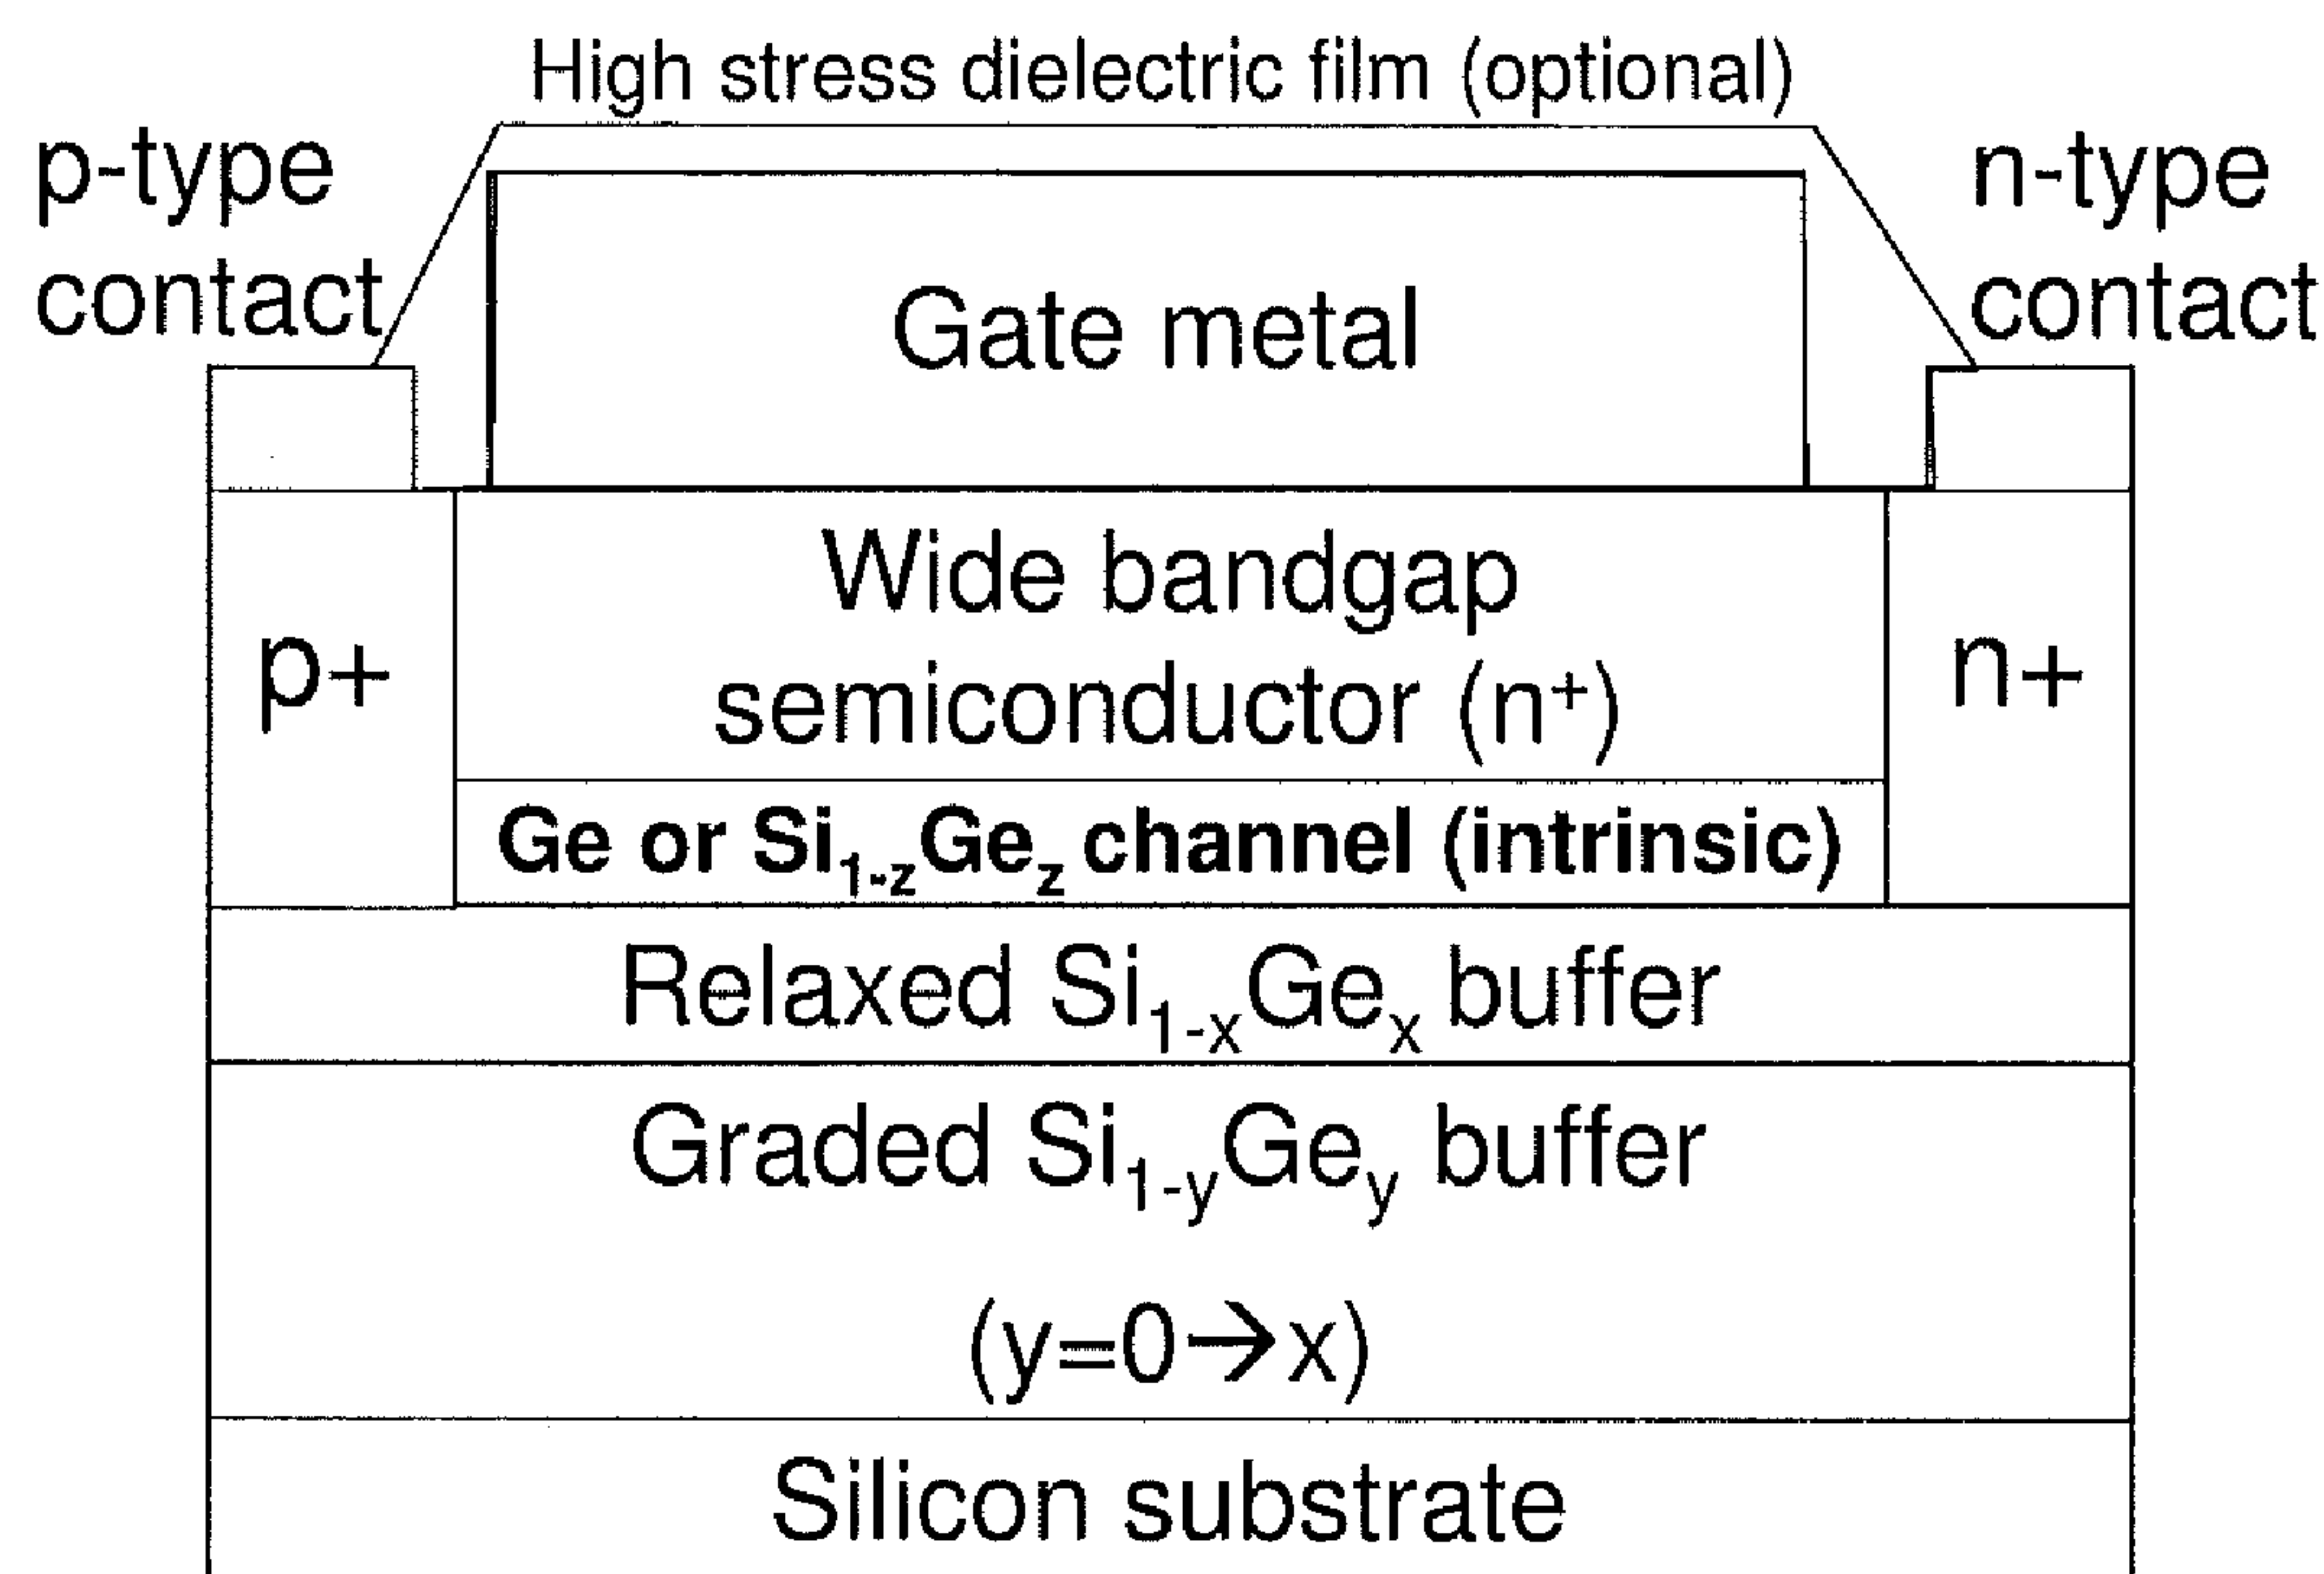 High stress dielectric film (optional)
p-type
contact
n-type
contact
Gate metal
Wide bandgap
semiconductor (n⁺)
p+
n+
Ge or Si₁₋zGez channel (intrinsic)
Relaxed Si₁₋ₓGeₓ buffer
Graded Si₁₋yGey buffer
(y=0→x)
Silicon substrate